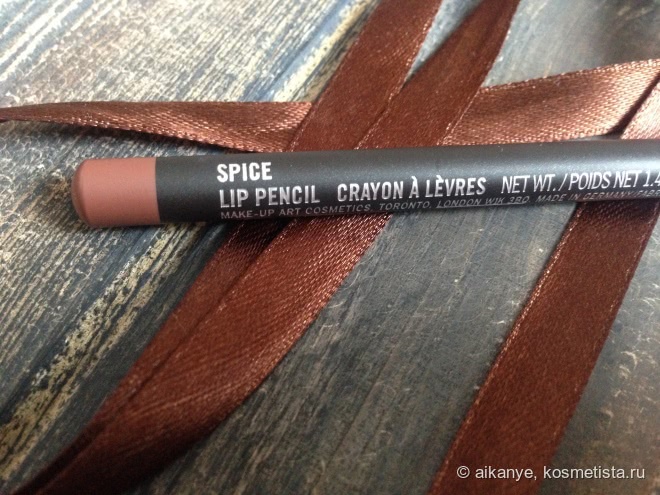 SPICE
LIP PENCIL CRAYON À LÈVRES NET WT./POIDS NET 1.4
MAKE-UP ART COSMETICS, TORONTO, LONDON W1K 3BQ. MADE IN GERMANY
© aikanye, kosmetista.ru